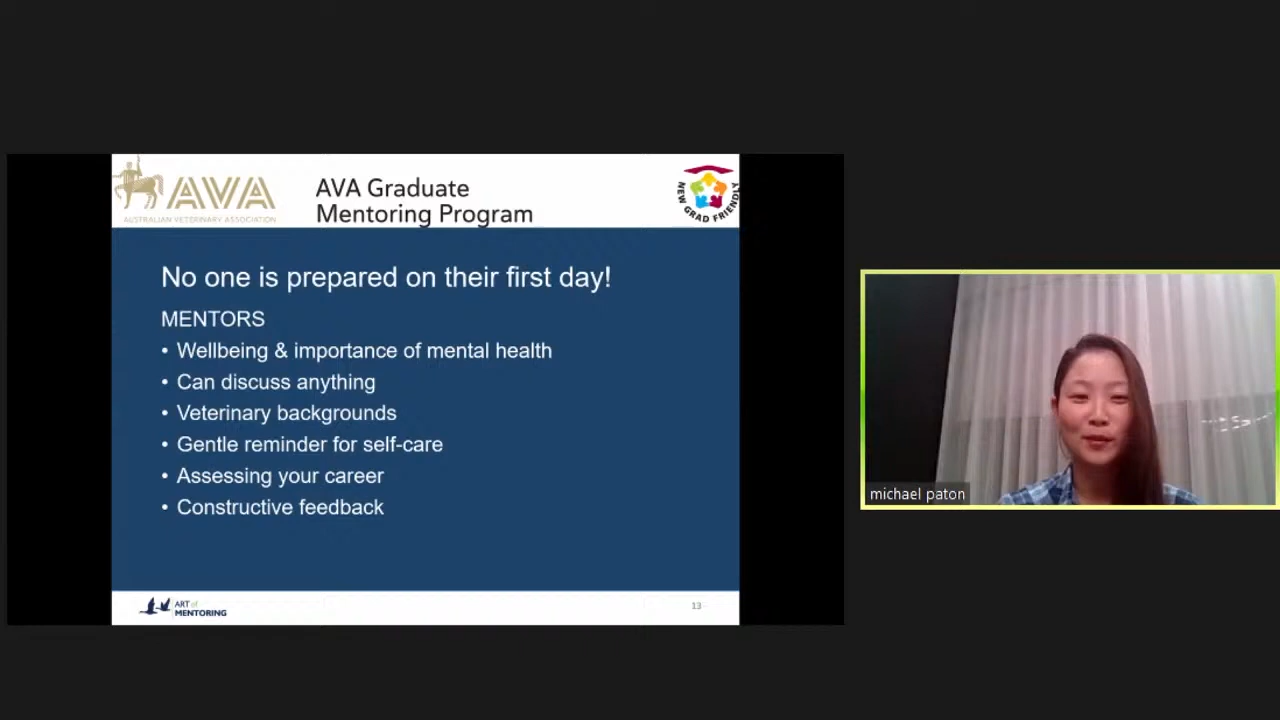 AVA
AUSTRALIAN VETERINARY ASSOCIATION
AVA Graduate
Mentoring Program
NEW GRAD FRIENDLY
No one is prepared on their first day!
MENTORS
• Wellbeing & importance of mental health
• Can discuss anything
• Veterinary backgrounds
• Gentle reminder for self-care
• Assessing your career
• Constructive feedback
ART of
MENTORING
13
michael paton